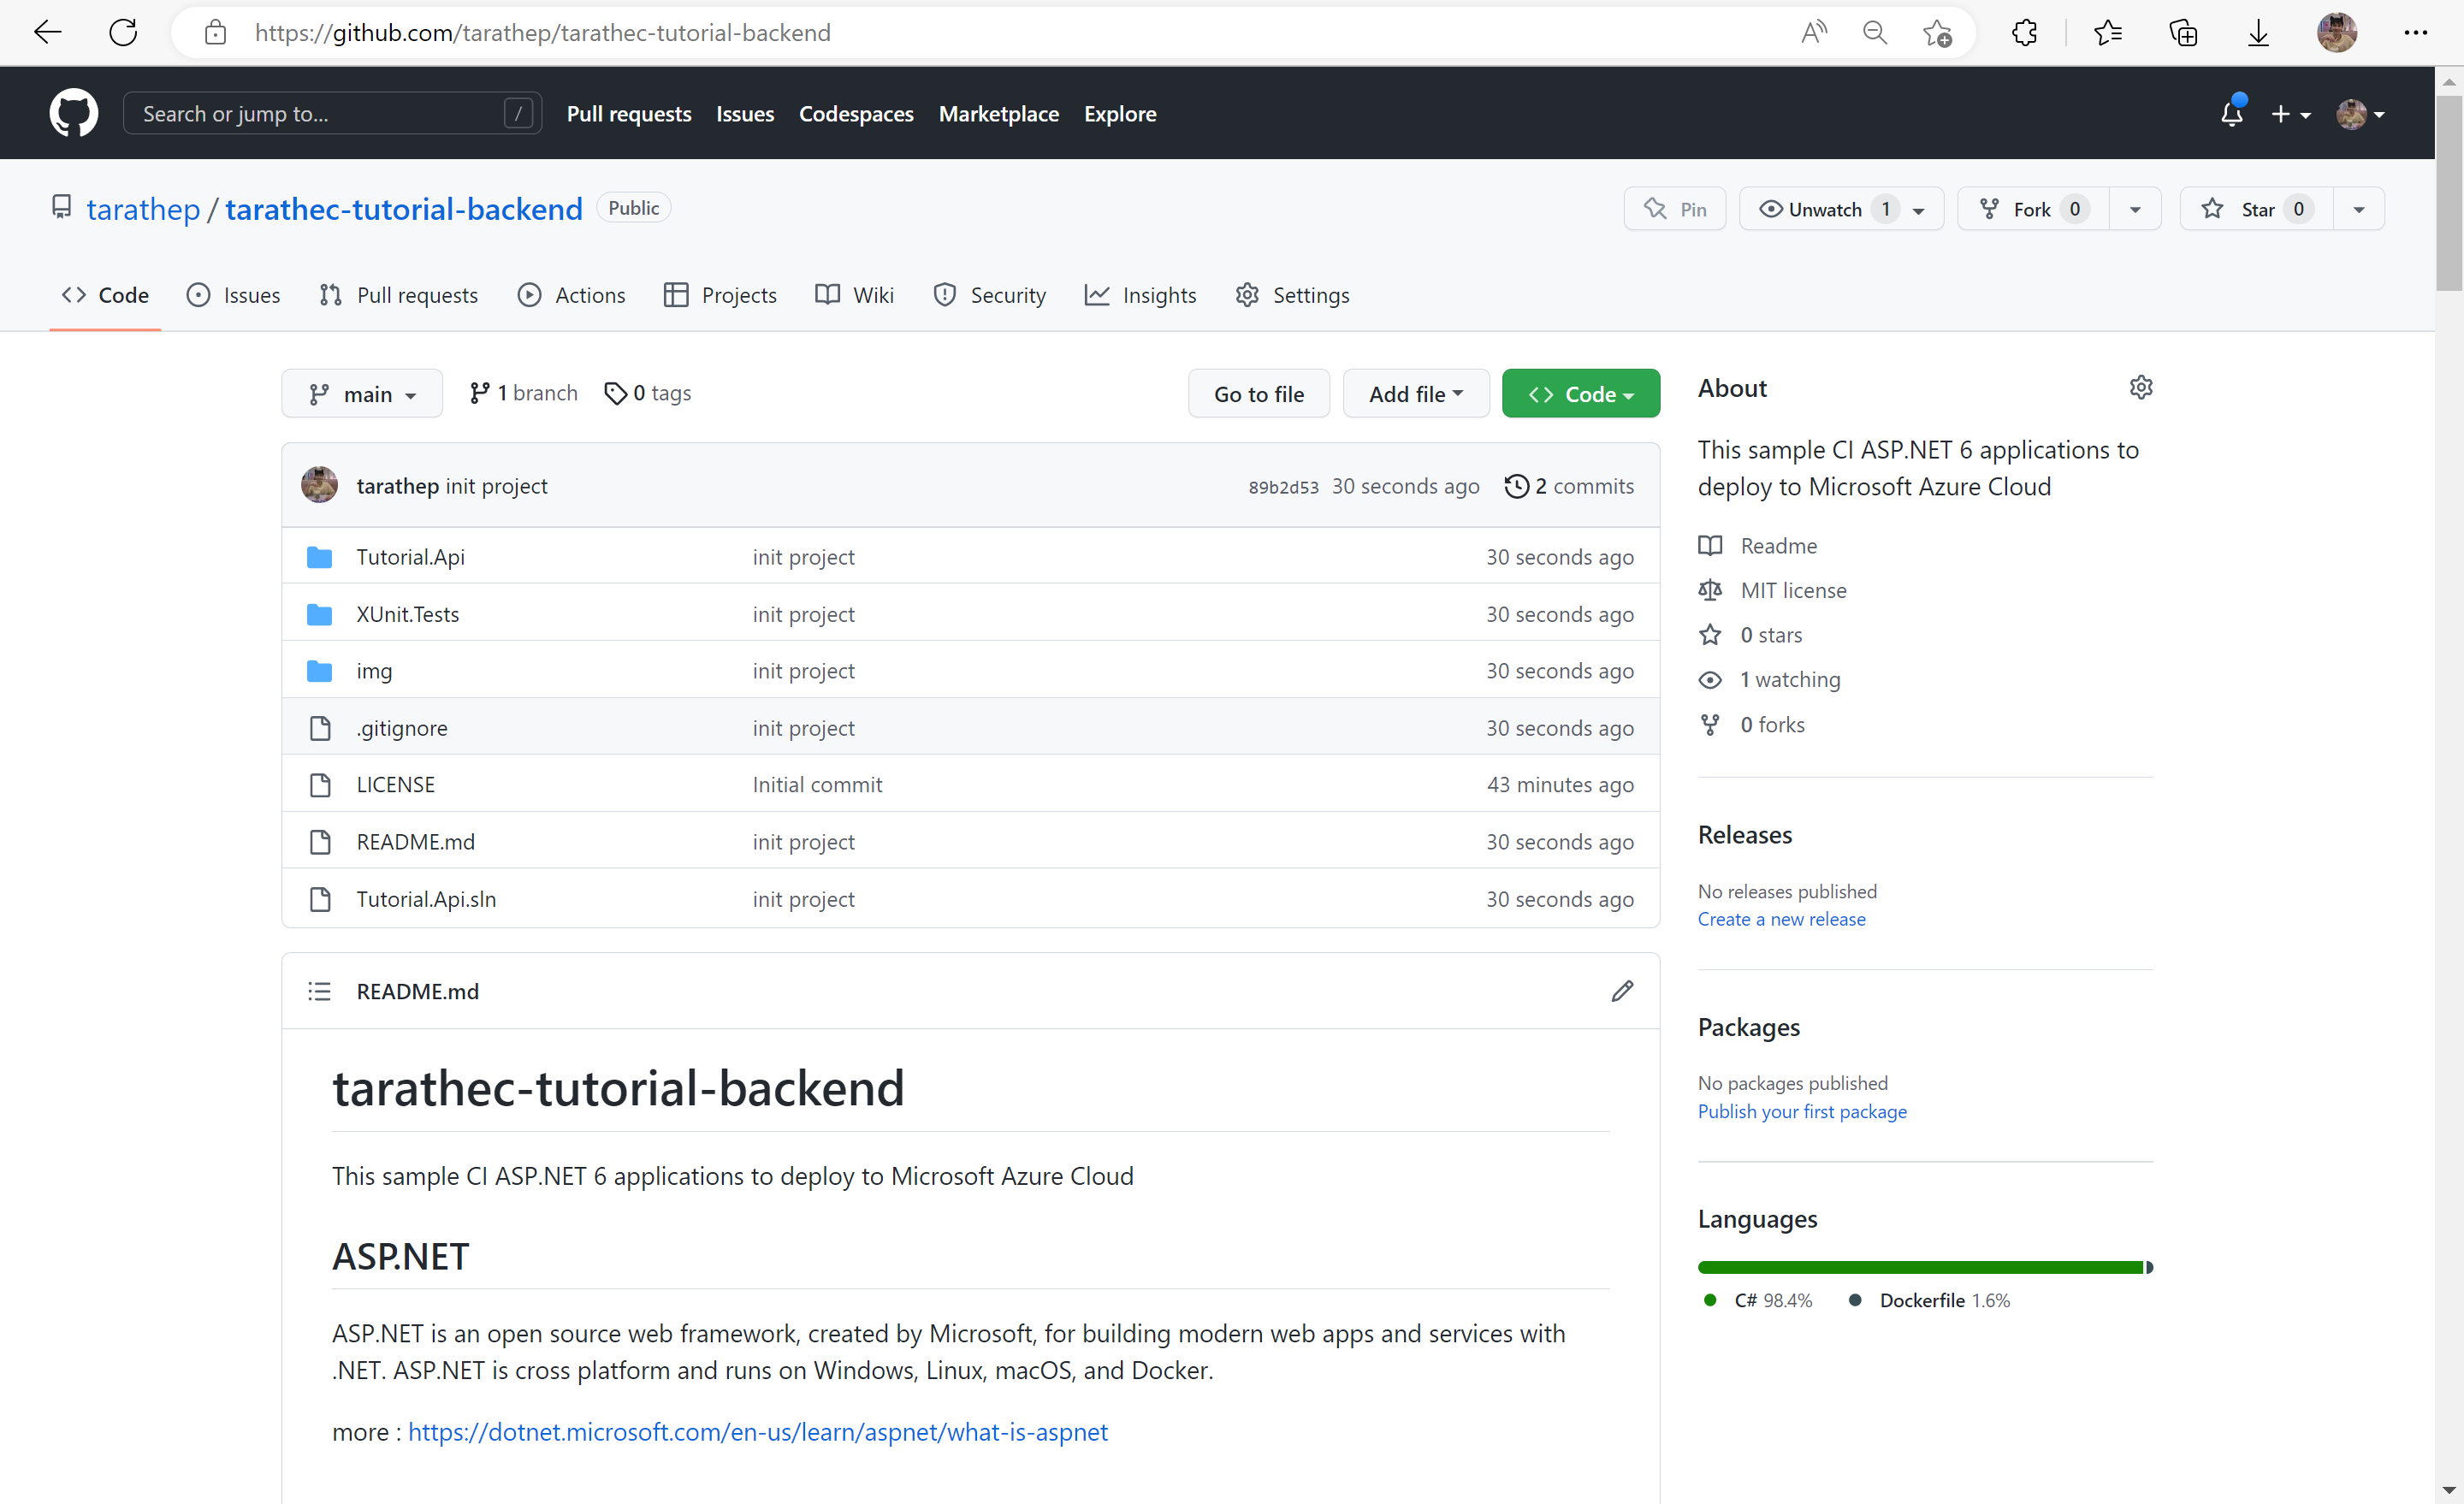 https://github.com/tarathep/tarathec-tutorial-backend
Search or jump to... /
Pull requests Issues Codespaces Marketplace Explore
tarathep / tarathec-tutorial-backend Public
Pin Unwatch 1 Fork 0 Star 0
Code Issues Pull requests Actions Projects Wiki Security Insights Settings
main 1 branch 0 tags Go to file Add file Code
tarathep init project 89b2d53 30 seconds ago 2 commits
Tutorial.Api init project 30 seconds ago
XUnit.Tests init project 30 seconds ago
img init project 30 seconds ago
.gitignore init project 30 seconds ago
LICENSE Initial commit 43 minutes ago
README.md init project 30 seconds ago
Tutorial.Api.sln init project 30 seconds ago
README.md
tarathec-tutorial-backend
This sample CI ASP.NET 6 applications to deploy to Microsoft Azure Cloud
ASP.NET
ASP.NET is an open source web framework, created by Microsoft, for building modern web apps and services with
.NET. ASP.NET is cross platform and runs on Windows, Linux, macOS, and Docker.
more : https://dotnet.microsoft.com/en-us/learn/aspnet/what-is-aspnet
About
This sample CI ASP.NET 6 applications to
deploy to Microsoft Azure Cloud
Readme
MIT license
0 stars
1 watching
0 forks
Releases
No releases published
Create a new release
Packages
No packages published
Publish your first package
Languages
C# 98.4% Dockerfile 1.6%